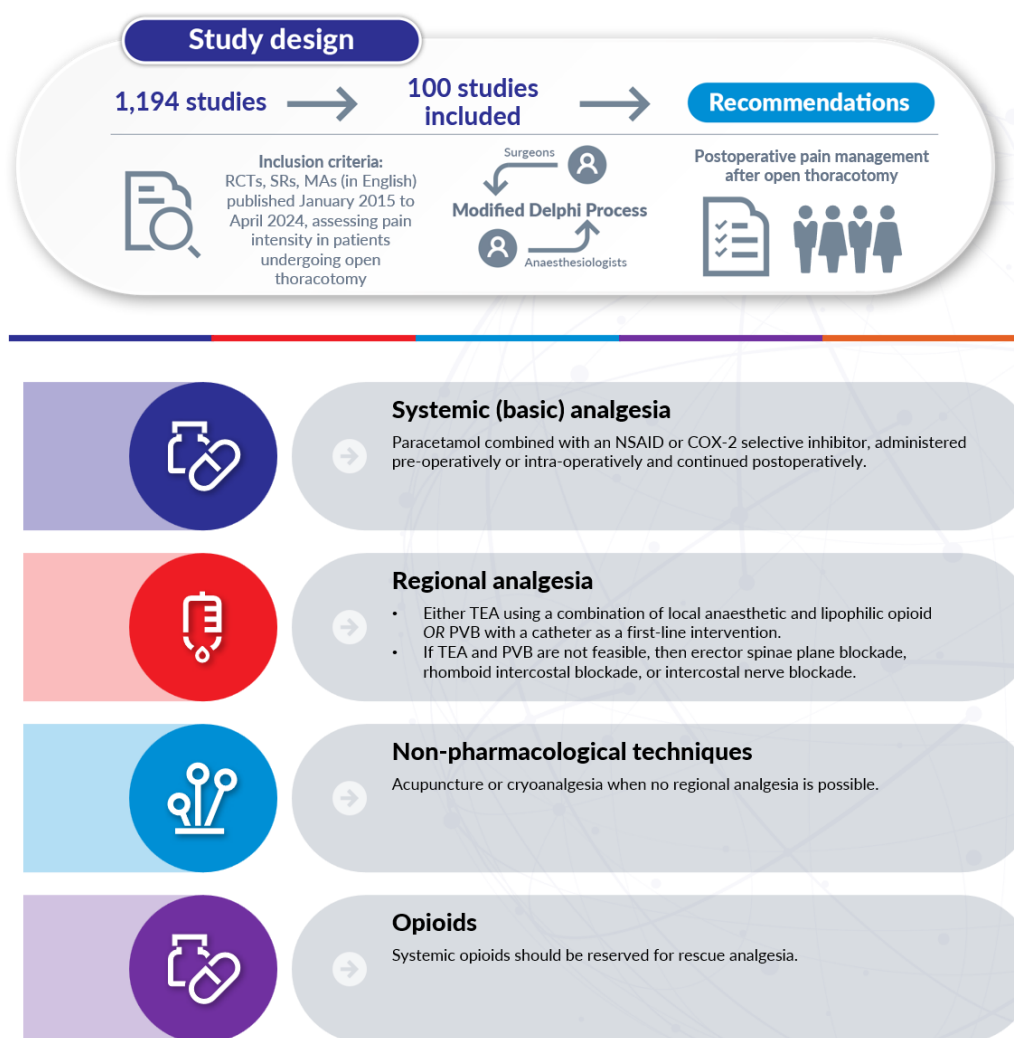 Study design
1,194 studies
100 studies
included
Recommendations
Inclusion criteria:
RCTs, SRs, MAs (in English)
published January 2015 to
April 2024, assessing pain
intensity in patients
undergoing open
thoracotomy
Surgeons
Modified Delphi Process
Anaesthesiologists
Postoperative pain management
after open thoracotomy
Systemic (basic) analgesia
Paracetamol combined with an NSAID or COX-2 selective inhibitor, administered
pre-operatively or intra-operatively and continued postoperatively.
Regional analgesia
• Either TEA using a combination of local anaesthetic and lipophilic opioid
OR PVB with a catheter as a first-line intervention.
• If TEA and PVB are not feasible, then erector spinae plane blockade,
rhomboid intercostal blockade, or intercostal nerve blockade.
Non-pharmacological techniques
Acupuncture or cryoanalgesia when no regional analgesia is possible.
Opioids
Systemic opioids should be reserved for rescue analgesia.